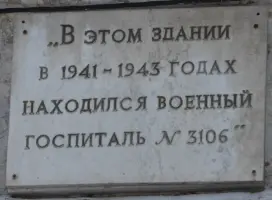 „В ЭТОМ ЗДАНИИ
В 1941-1943 ГОДАХ
НАХОДИЛСЯ ВОЕННЫЙ
ГОСПИТАЛЬ № 3106"